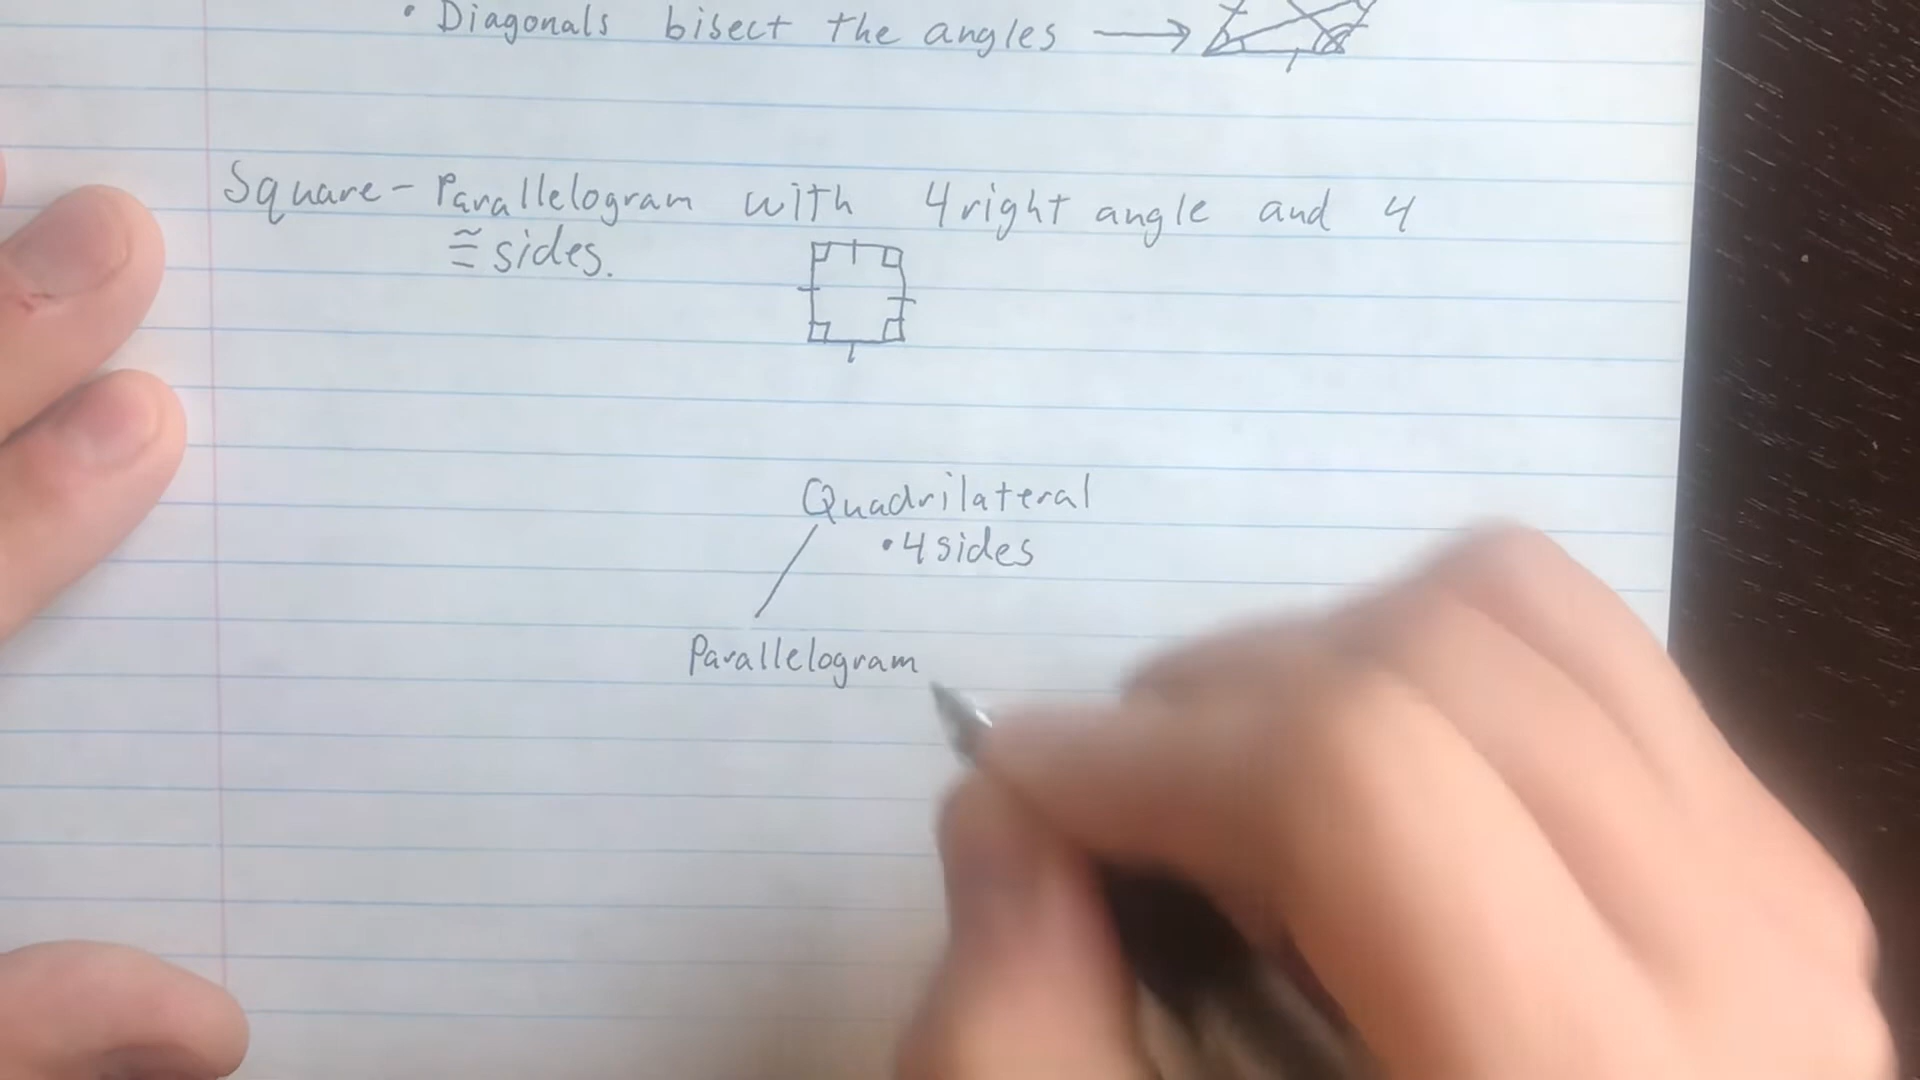 • Diagonals bisect the angles →
Square - Parallelogram with 4 right angle and 4
≅ sides.
Quadrilateral
• 4 sides
Parallelogram